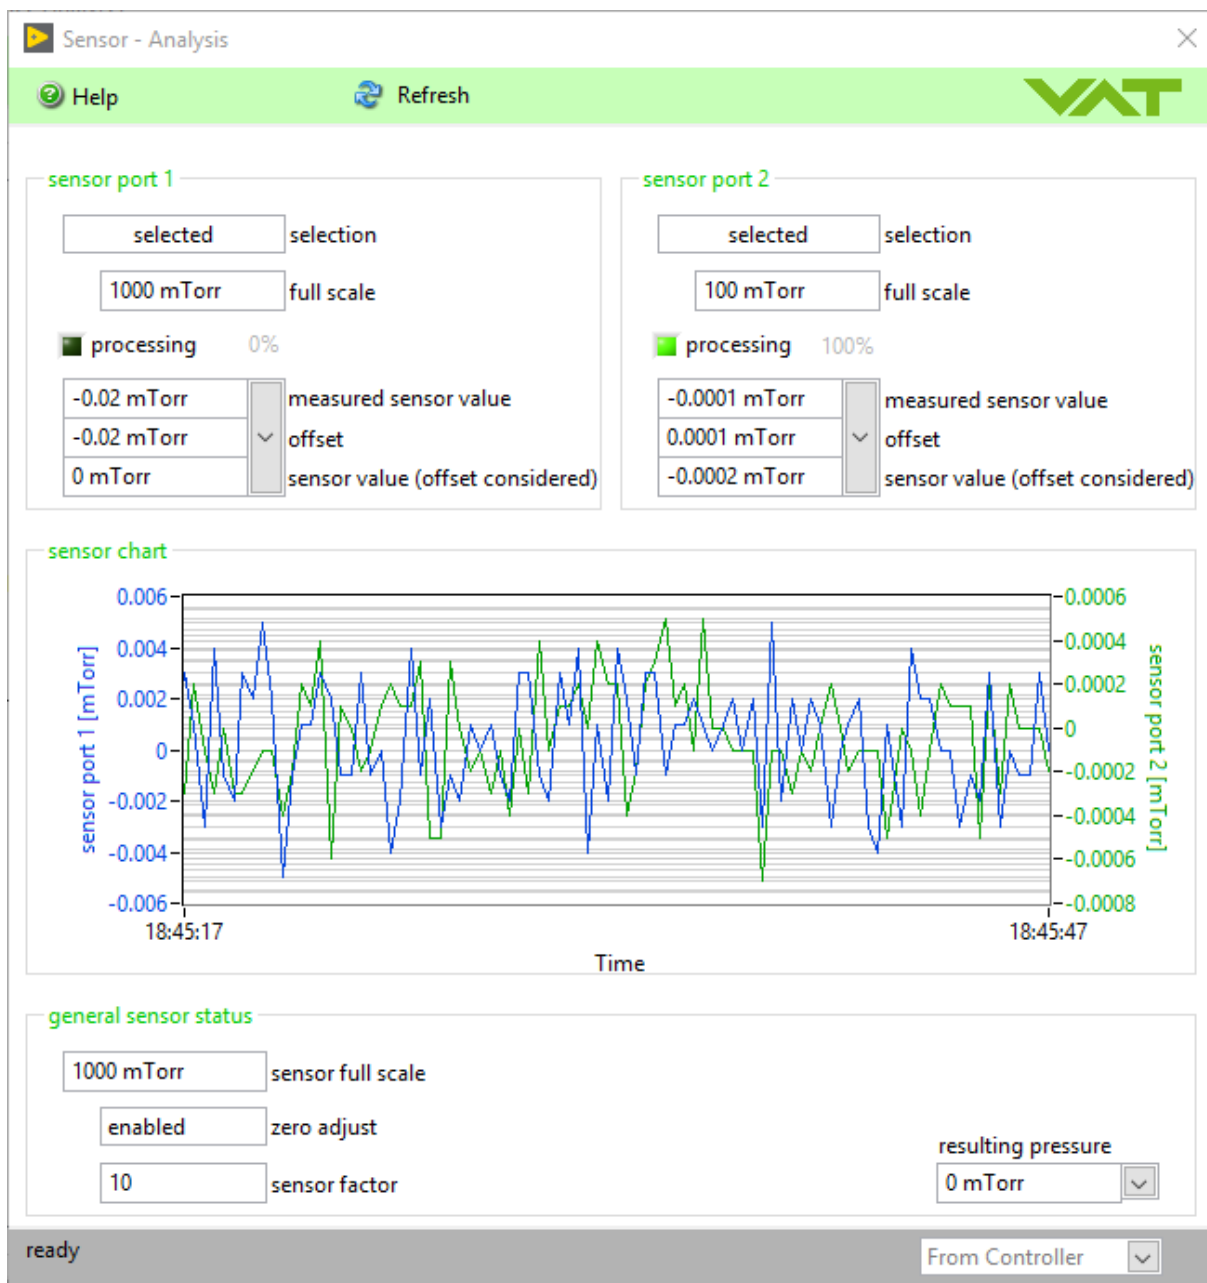 Sensor - Analysis
Help Refresh VAT
sensor port 1
selected selection
1000 mTorr full scale
processing 0%
-0.02 mTorr measured sensor value
-0.02 mTorr offset
0 mTorr sensor value (offset considered)
sensor port 2
selected selection
100 mTorr full scale
processing 100%
-0.0001 mTorr measured sensor value
0.0001 mTorr offset
-0.0002 mTorr sensor value (offset considered)
sensor chart
sensor port 1 [mTorr]
0.006
0.004
0.002
0
-0.002
-0.004
-0.006
0.0006
0.0004
0.0002
0
-0.0002
-0.0004
-0.0006
-0.0008
sensor port 2 [mTorr]
18:45:17 18:45:47
Time
general sensor status
1000 mTorr sensor full scale
enabled zero adjust
10 sensor factor
resulting pressure
0 mTorr
ready From Controller